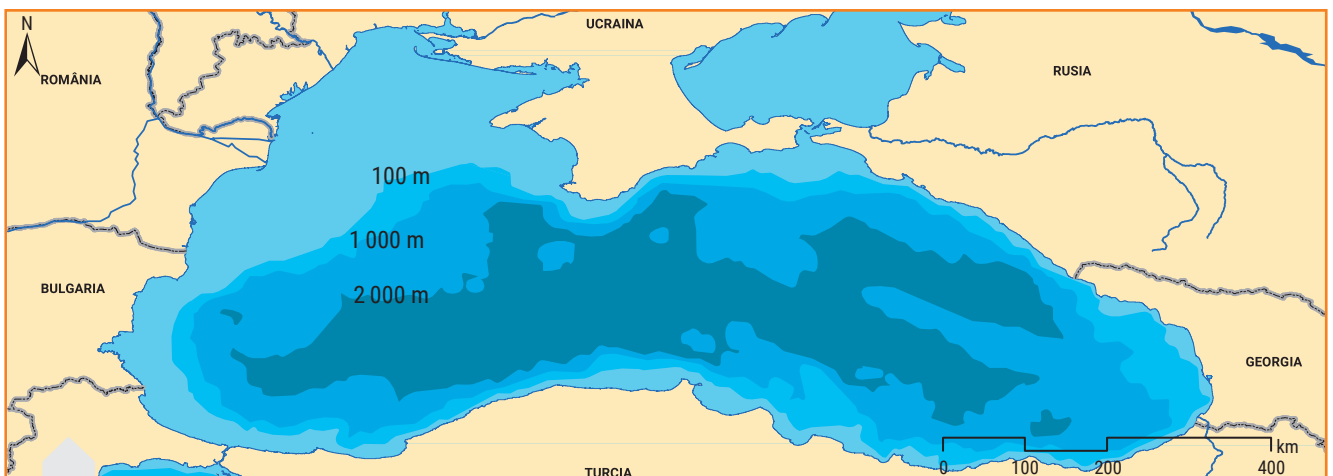 N
UCRAINA
ROMÂNIA
RUSIA
100 m
1 000 m
BULGARIA
2 000 m
GEORGIA
km
0 100 200 400
TURCIA